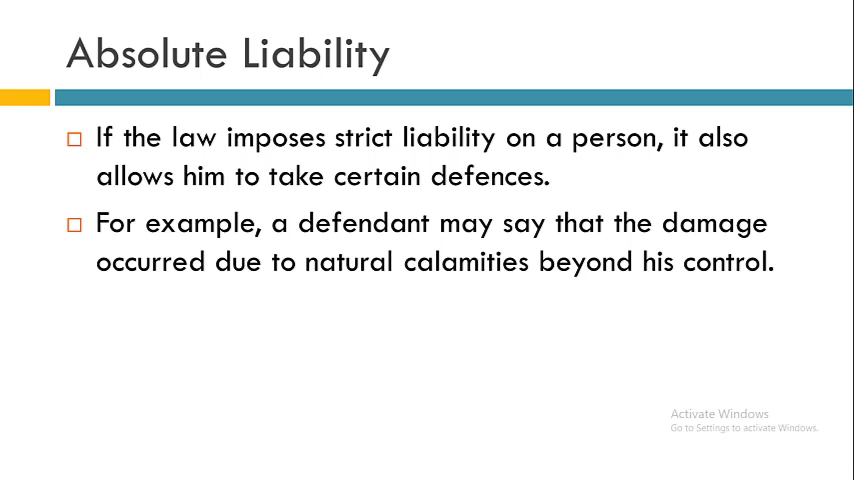 Absolute Liability
If the law imposes strict liability on a person, it also
allows him to take certain defences.
For example, a defendant may say that the damage
occurred due to natural calamities beyond his control.
Activate Windows
Go to Settings to activate Windows.